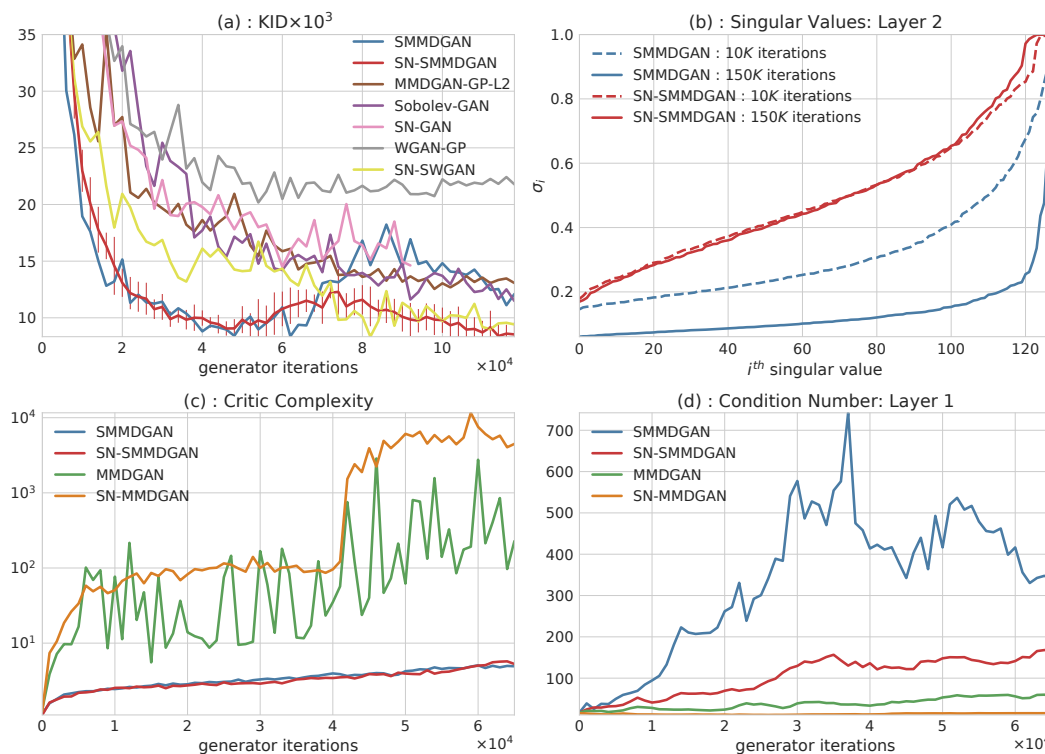 (a) : KID×10³
35
30
25
20
15
10
0
2
4
6
8
10
generator iterations
×10⁴
SMMDGAN
SN-SMMDGAN
MMDGAN-GP-L2
Sobolev-GAN
SN-GAN
WGAN-GP
SN-SWGAN
(b) : Singular Values: Layer 2
σᵢ
1.0
0.8
0.6
0.4
0.2
0
20
40
60
80
100
120
iᵗʰ singular value
SMMDGAN : 10K iterations
SMMDGAN : 150K iterations
SN-SMMDGAN : 10K iterations
SN-SMMDGAN : 150K iterations
(c) : Critic Complexity
10⁴
10³
10²
10¹
0
1
2
3
4
5
6
generator iterations
×10⁴
SMMDGAN
SN-SMMDGAN
MMDGAN
SN-MMDGAN
(d) : Condition Number: Layer 1
700
600
500
400
300
200
100
0
1
2
3
4
5
6
generator iterations
SMMDGAN
SN-SMMDGAN
MMDGAN
SN-MMDGAN